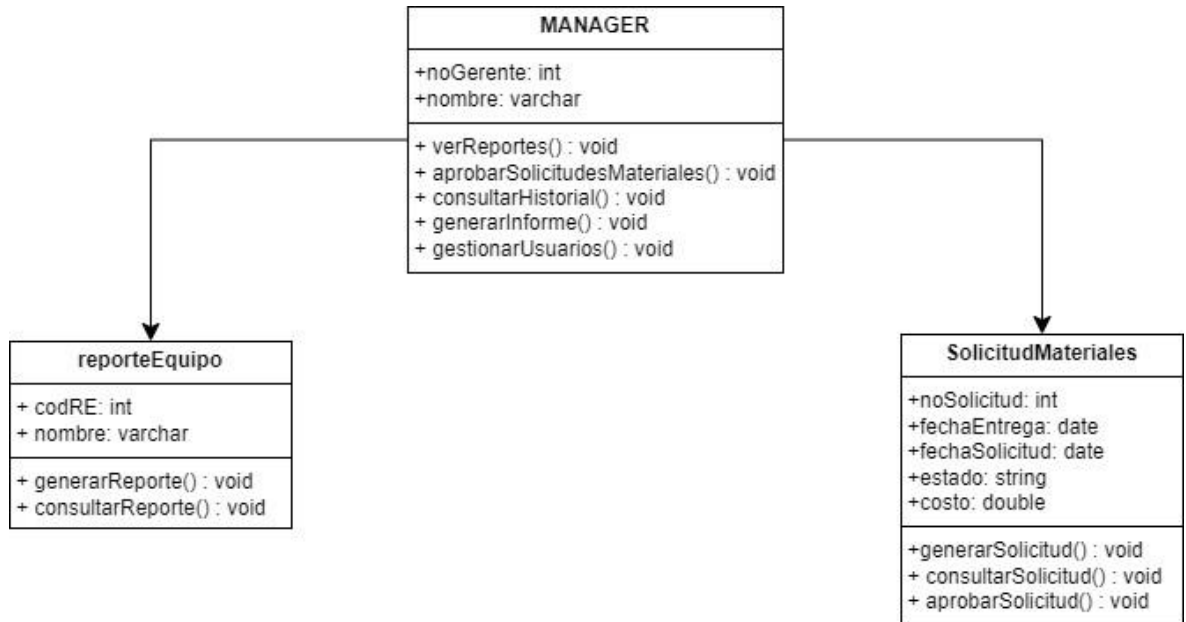 MANAGER
+noGerente: int
+nombre: varchar
+ verReportes() : void
+ aprobarSolicitudesMateriales() : void
+ consultarHistorial() : void
+ generarInforme() : void
+ gestionarUsuarios() : void
reporteEquipo
+ codRE: int
+ nombre: varchar
+ generarReporte() : void
+ consultarReporte() : void
SolicitudMateriales
+noSolicitud: int
+fechaEntrega: date
+fechaSolicitud: date
+estado: string
+costo: double
+generarSolicitud() : void
+ consultarSolicitud() : void
+ aprobarSolicitud() : void